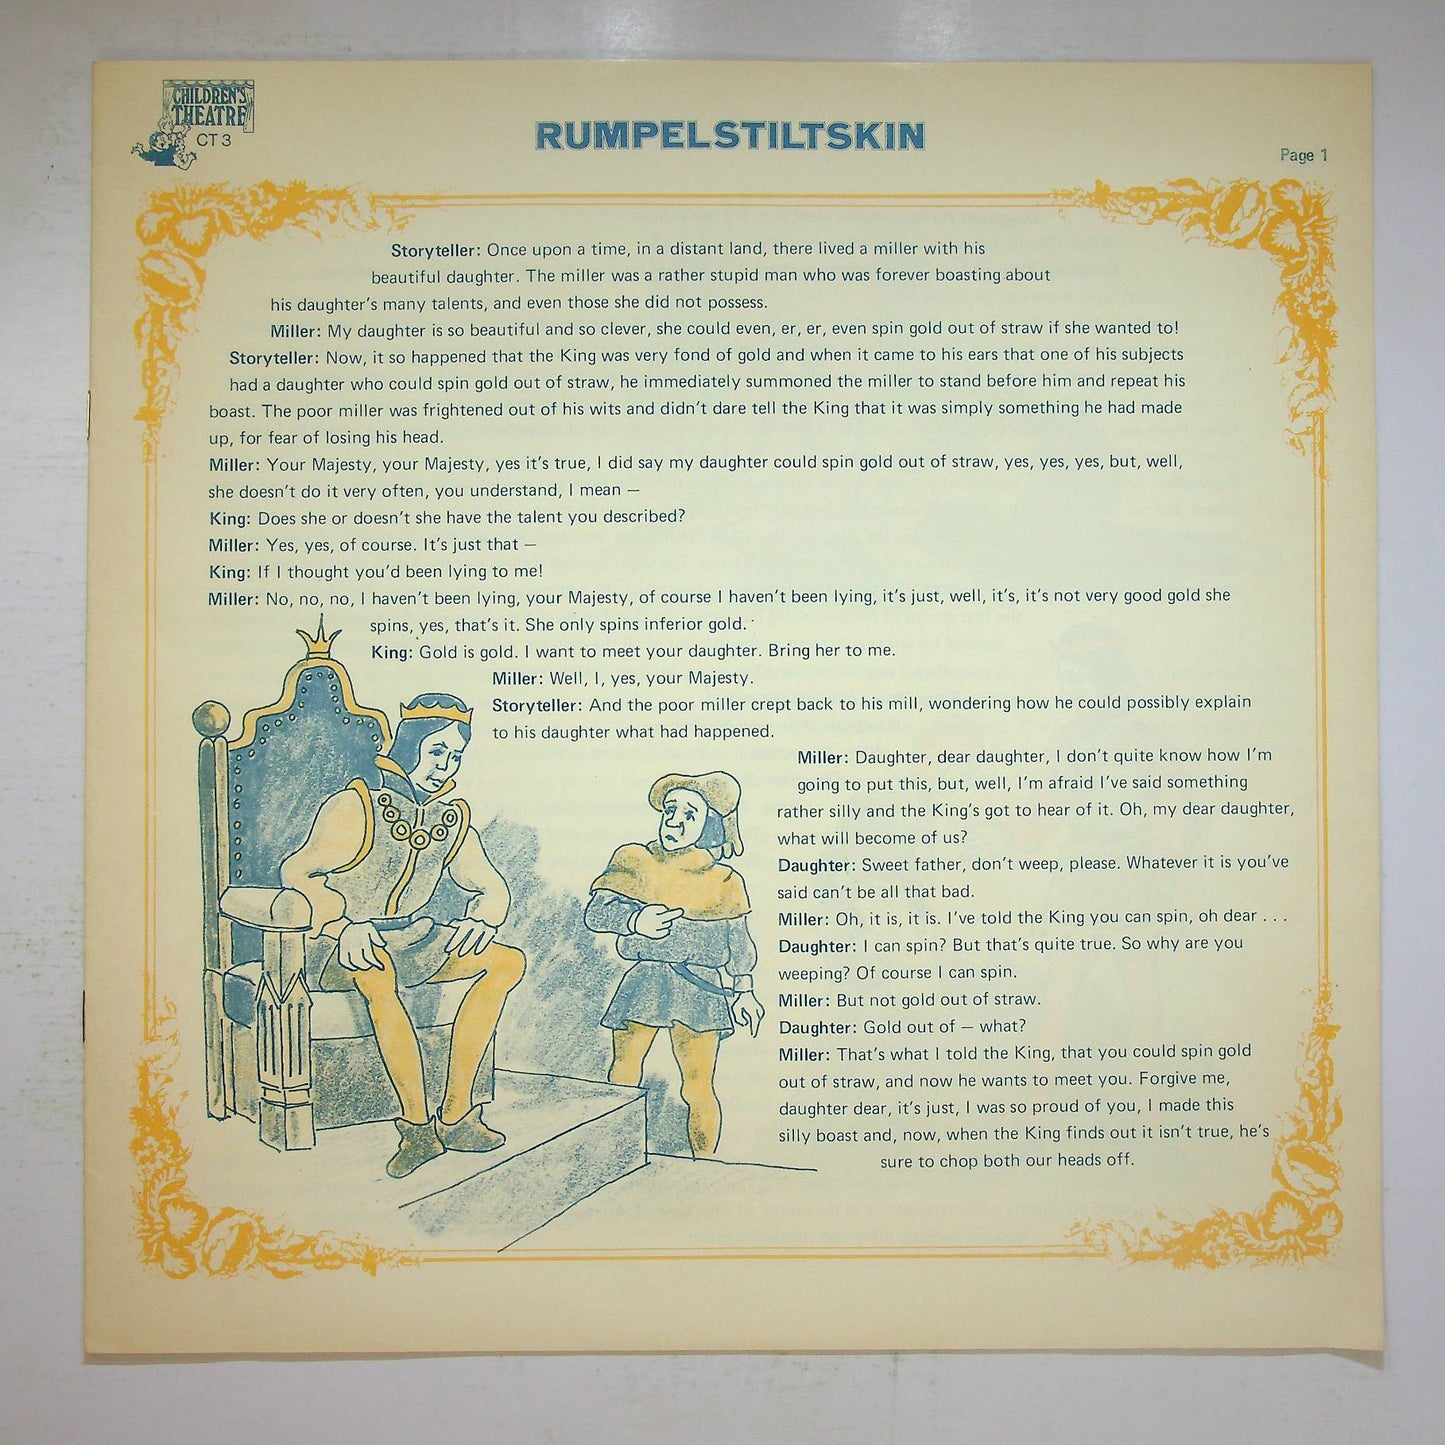 CHILDREN'S
THEATRE
CT 3
RUMPELSTILTSKIN
Page 1
Storyteller: Once upon a time, in a distant land, there lived a miller with his
beautiful daughter. The miller was a rather stupid man who was forever boasting about
his daughter's many talents, and even those she did not possess.
Miller: My daughter is so beautiful and so clever, she could even, er, er, even spin gold out of straw if she wanted to!
Storyteller: Now, it so happened that the King was very fond of gold and when it came to his ears that one of his subjects
had a daughter who could spin gold out of straw, he immediately summoned the miller to stand before him and repeat his
boast. The poor miller was frightened out of his wits and didn't dare tell the King that it was simply something he had made
up, for fear of losing his head.
Miller: Your Majesty, your Majesty, yes it's true, I did say my daughter could spin gold out of straw, yes, yes, yes, but, well,
she doesn't do it very often, you understand, I mean —
King: Does she or doesn't she have the talent you described?
Miller: Yes, yes, of course. It's just that —
King: If I thought you'd been lying to me!
Miller: No, no, no, I haven't been lying, your Majesty, of course I haven't been lying, it's just, well, it's, it's not very good gold she
spins, yes, that's it. She only spins inferior gold.
King: Gold is gold. I want to meet your daughter. Bring her to me.
Miller: Well, I, yes, your Majesty.
Storyteller: And the poor miller crept back to his mill, wondering how he could possibly explain
to his daughter what had happened.
Miller: Daughter, dear daughter, I don't quite know how I'm
going to put this, but, well, I'm afraid I've said something
rather silly and the King's got to hear of it. Oh, my dear daughter,
what will become of us?
Daughter: Sweet father, don't weep, please. Whatever it is you've
said can't be all that bad.
Miller: Oh, it is, it is. I've told the King you can spin, oh dear . . .
Daughter: I can spin? But that's quite true. So why are you
weeping? Of course I can spin.
Miller: But not gold out of straw.
Daughter: Gold out of — what?
Miller: That's what I told the King, that you could spin gold
out of straw, and now he wants to meet you. Forgive me,
daughter dear, it's just, I was so proud of you, I made this
silly boast and, now, when the King finds out it isn't true, he's
sure to chop both our heads off.